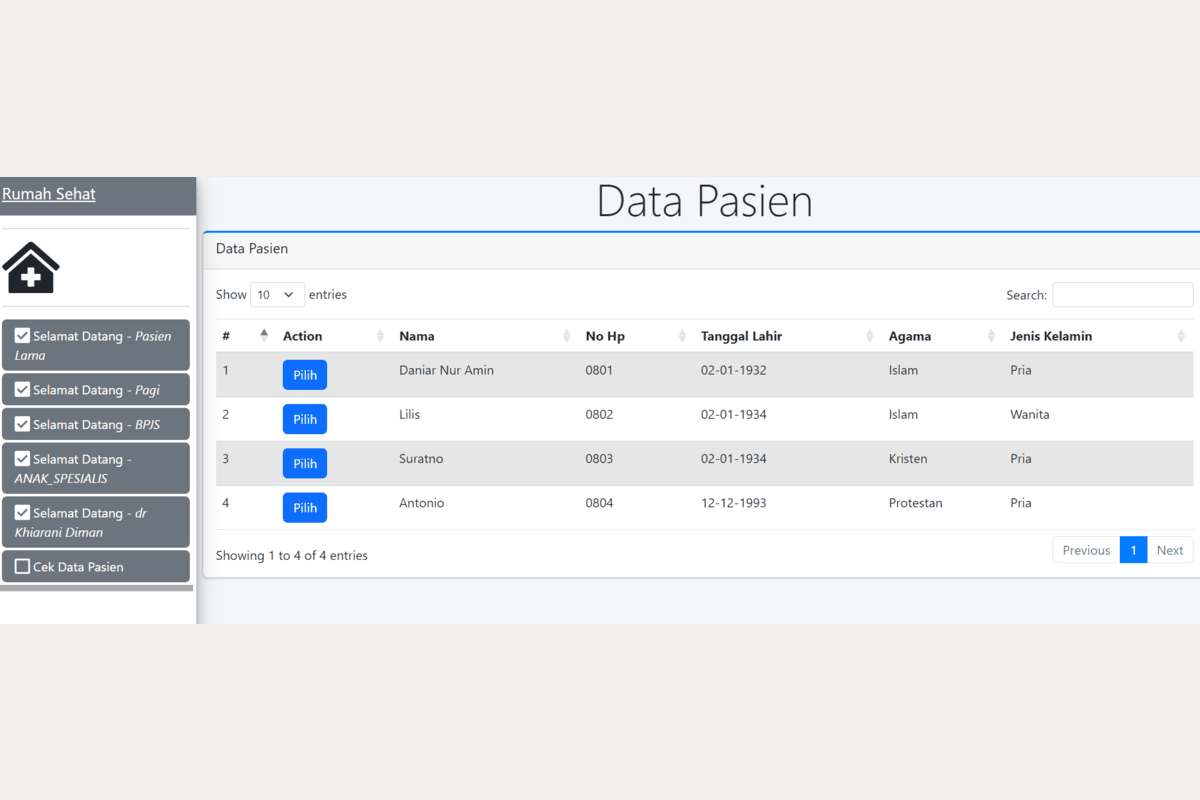 Rumah Sehat
Selamat Datang - Pasien
Lama
Selamat Datang - Pagi
Selamat Datang - BPJS
Selamat Datang -
ANAK_SPESIALIS
Selamat Datang - dr
Khiarani Diman
Cek Data Pasien
Data Pasien
Data Pasien
Show 10 entries
Search:
# Action Nama No Hp Tanggal Lahir Agama Jenis Kelamin
1 Pilih Daniar Nur Amin 0801 02-01-1932 Islam Pria
2 Pilih Lilis 0802 02-01-1934 Islam Wanita
3 Pilih Suratno 0803 02-01-1934 Kristen Pria
4 Pilih Antonio 0804 12-12-1993 Protestan Pria
Showing 1 to 4 of 4 entries
Previous 1 Next